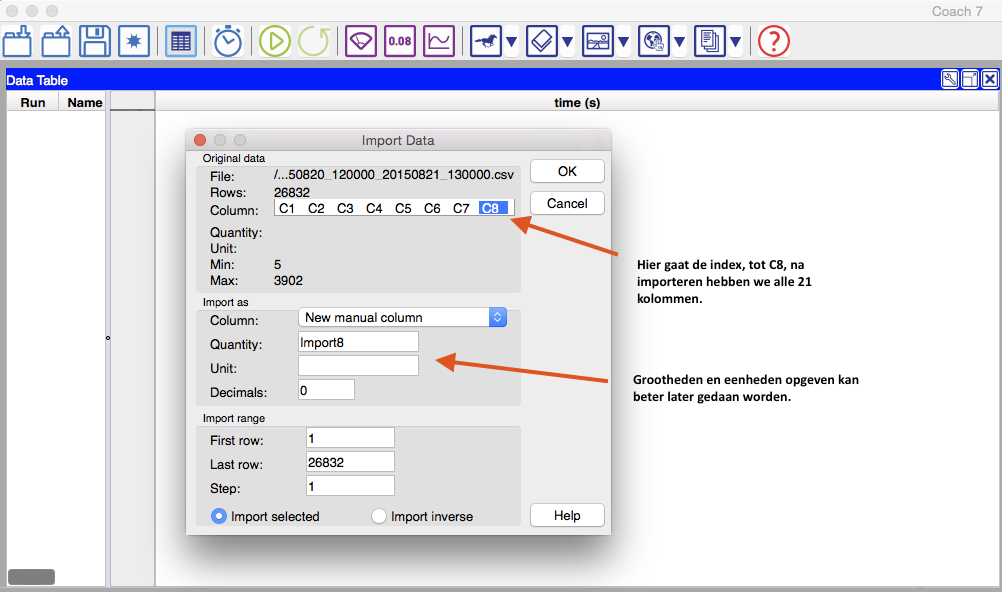 Coach 7
0.08
?
Data Table
Run Name time (s)
Import Data
Original data
File: /...50820_120000_20150821_130000.csv
OK
Rows: 26832
Column: C1 C2 C3 C4 C5 C6 C7 C8
Cancel
Quantity:
Unit:
Min: 5
Max: 3902
Hier gaat de index, tot C8, na
importeren hebben we alle 21
kolommen.
Import as
Column: New manual column
Quantity: Import8
Unit:
Decimals: 0
Grootheden en eenheden opgeven kan
beter later gedaan worden.
Import range
First row: 1
Last row: 26832
Step: 1
Import selected Import inverse
Help